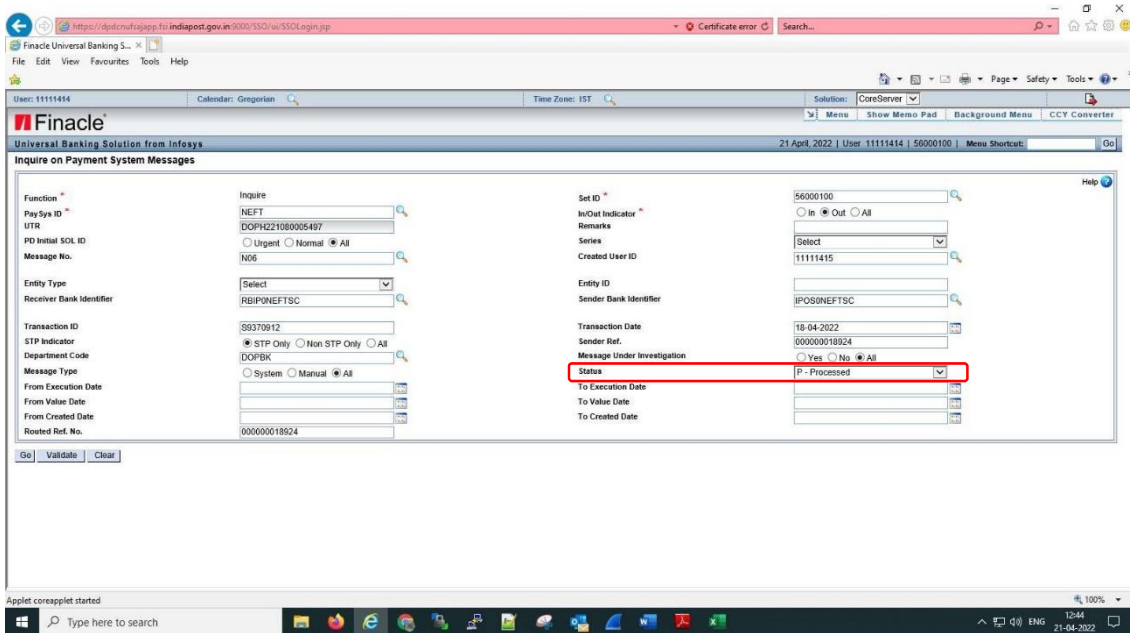 https://dpdcnufsajapp.fsi.indiapost.gov.in:9000/SSO/ui/SSOLogin.jsp Certificate error Search...
Finacle Universal Banking S...
File Edit View Favourites Tools Help
Page Safety Tools
User: 11111414 Calendar: Gregorian Time Zone: IST Solution: CoreServer
Finacle Menu Show Memo Pad Background Menu CCY Converter
Universal Banking Solution from Infosys 21 April, 2022 | User 11111414 | 56000100 | Menu Shortcut: Go
Inquire on Payment System Messages
Help
Function * Inquire Set ID * 56000100
PaySys ID * NEFT In/Out Indicator * In Out All
UTR DOPH221080005497 Remarks
PD Initial SOL ID Urgent Normal All Series Select
Message No. N06 Created User ID 11111415
Entity Type Select Entity ID
Receiver Bank Identifier RBIP0NEFTSC Sender Bank Identifier IPOS0NEFTSC
Transaction ID S9370912 Transaction Date 18-04-2022
STP Indicator STP Only Non STP Only All Sender Ref. 000000018924
Department Code DOPBK Message Under Investigation Yes No All
Message Type System Manual All Status P - Processed
From Execution Date To Execution Date
From Value Date To Value Date
From Created Date To Created Date
Routed Ref. No. 000000018924
Go Validate Clear
Applet coreapplet started 100%
Type here to search ENG 12:44
21-04-2022